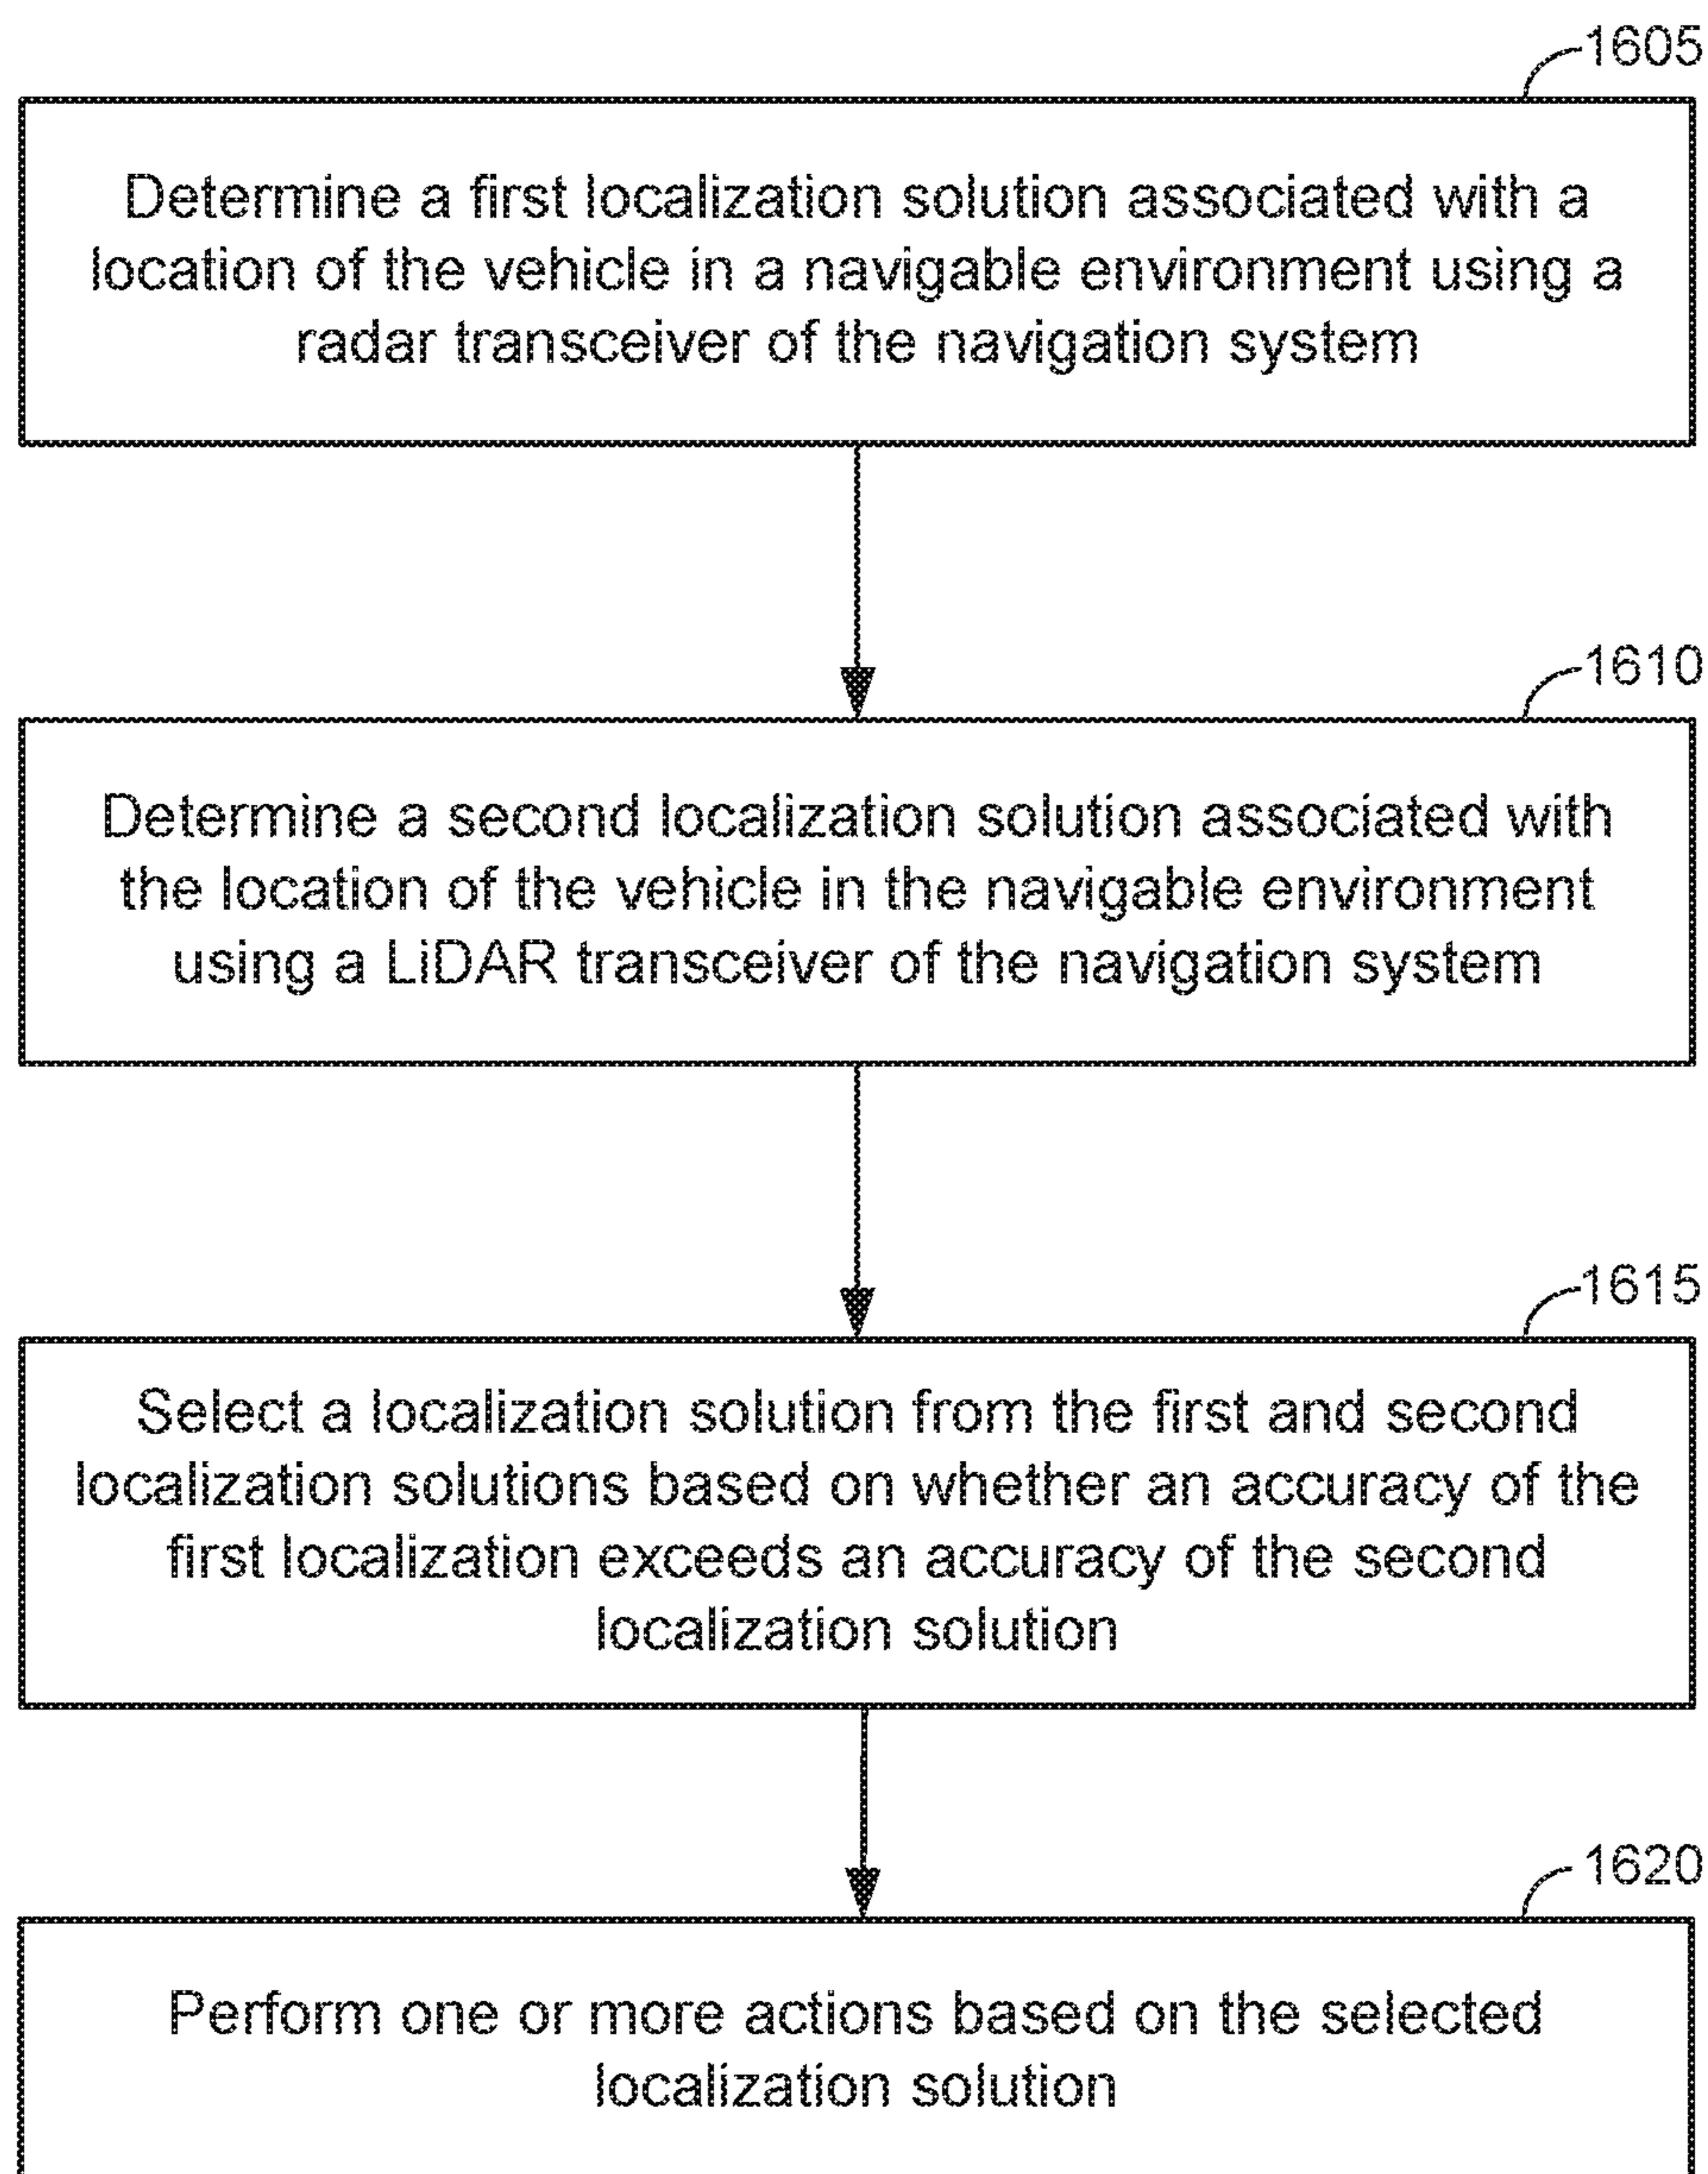 1605
Determine a first localization solution associated with a
location of the vehicle in a navigable environment using a
radar transceiver of the navigation system
1610
Determine a second localization solution associated with
the location of the vehicle in the navigable environment
using a LiDAR transceiver of the navigation system
1615
Select a localization solution from the first and second
localization solutions based on whether an accuracy of the
first localization exceeds an accuracy of the second
localization solution
1620
Perform one or more actions based on the selected
localization solution